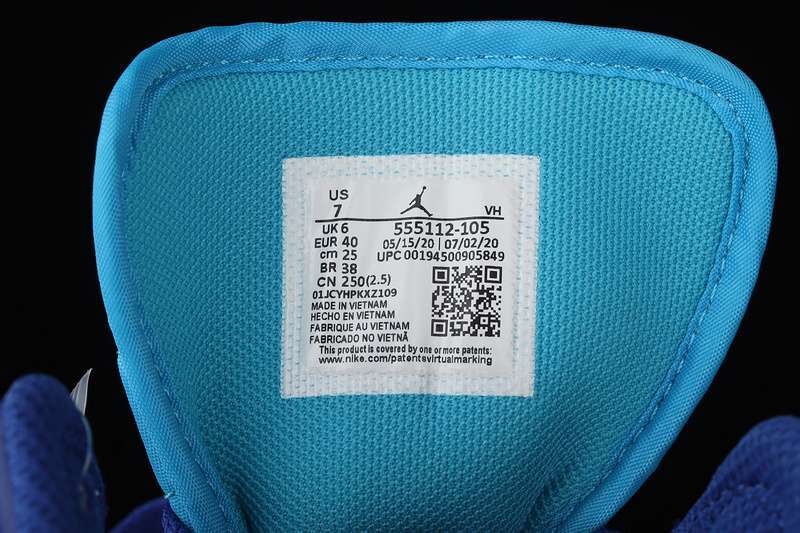 US
7
VH
UK 6
555112-105
EUR 40
05/15/20 | 07/02/20
cm 25
UPC 00194500905849
BR 38
CN 250(2.5)
01JCYHPKXZ109
MADE IN VIETNAM
HECHO EN VIETNAM
FABRIQUE AU VIETNAM
FABRICADO NO VIETNÃ
This product is covered by one or more patents:
www.nike.com/patentsvirtualmarking